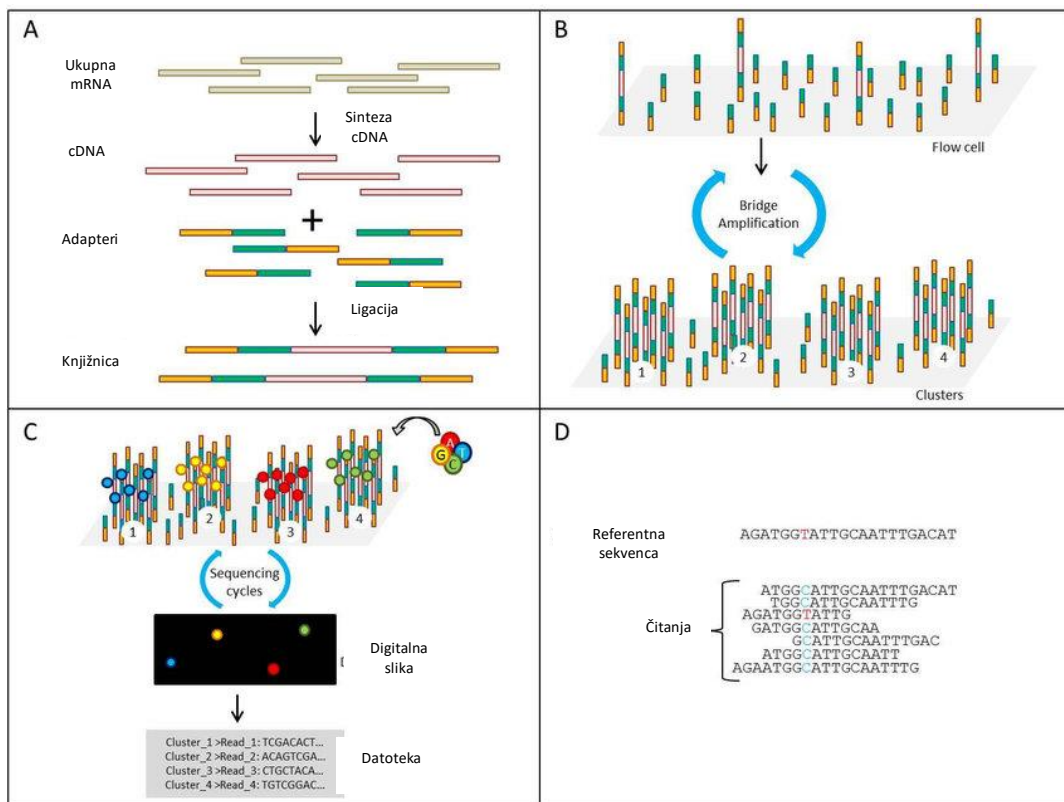 A
Ukupna
mRNA
Sinteza
cDNA
cDNA
+
Adapteri
Ligacija
Knjižnica
B
Flow cell
Bridge
Amplification
1
2
3
4
Clusters
C
A
G
T
C
1
2
3
4
Sequencing
cycles
Digitalna
slika
Cluster_1 >Read_1: TCGACACT...
Cluster_2 >Read_2: ACAGTCGA...
Cluster_3 >Read_3: CTGCTACA...
Cluster_4 >Read_4: TGTCGGAC...
Datoteka
D
Referentna
sekvenca
AGATGGTATTGCAATTTGACAT
Čitanja
ATGGCATTGCAATTTGACAT
TGGCATTGCAATTTG
AGATGGTATTG
GATGGCATTGCAA
GCATTGCAATTTGAC
ATGGCATTGCAATT
AGAATGGCATTGCAATTTG